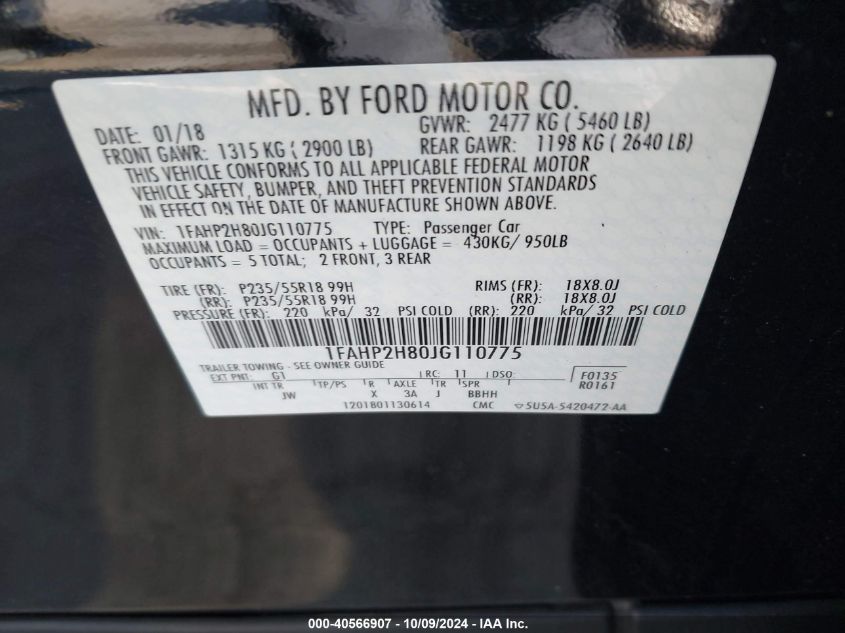 MFD. BY FORD MOTOR CO.
DATE: 01/18 GVWR: 2477 KG ( 5460 LB)
FRONT GAWR: 1315 KG ( 2900 LB) REAR GAWR: 1198 KG ( 2640 LB)
THIS VEHICLE CONFORMS TO ALL APPLICABLE FEDERAL MOTOR
VEHICLE SAFETY, BUMPER, AND THEFT PREVENTION STANDARDS
IN EFFECT ON THE DATE OF MANUFACTURE SHOWN ABOVE.
VIN: 1FAHP2H80JG110775 TYPE: Passenger Car
MAXIMUM LOAD = OCCUPANTS + LUGGAGE = 430KG/ 950LB
OCCUPANTS = 5 TOTAL; 2 FRONT, 3 REAR
TIRE (FR): P235/55R18 99H RIMS (FR): 18X8.0J
(RR): P235/55R18 99H (RR): 18X8.0J
PRESSURE (FR): 220 kPa/ 32 PSI COLD (RR): 220 kPa/ 32 PSI COLD
1FAHP2H80JG110775
TRAILER TOWING - SEE OWNER GUIDE
EXT PNT: G1 RC: 11 DSO: F0135
INT TR TP/PS R AXLE TR SPR R0161
JW X 3A J BBHH
1201801130614 CMC 5U5A-5420472-AA
000-40566907 - 10/09/2024 - IAA Inc.